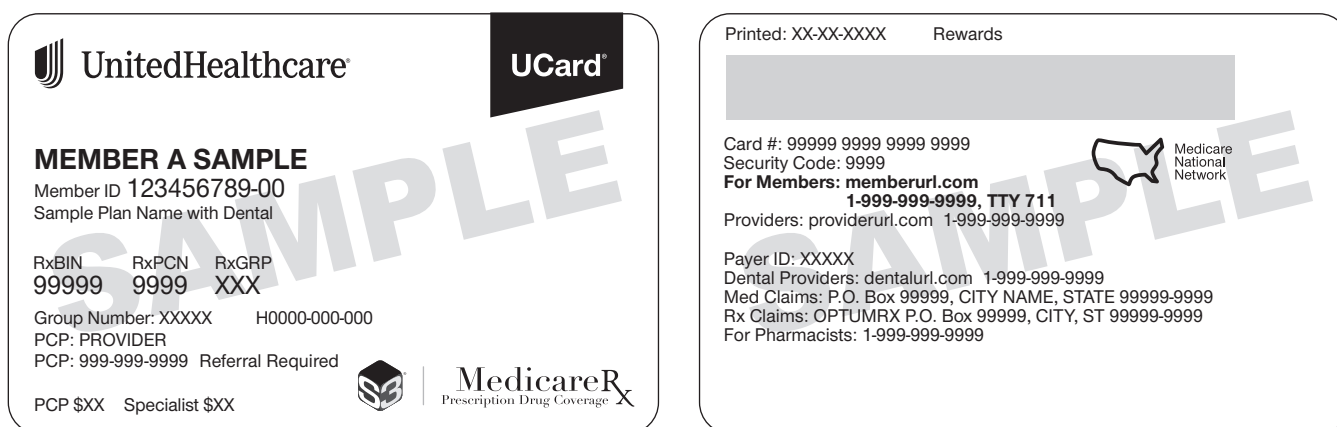 UnitedHealthcare®
UCard®
MEMBER A SAMPLE
Member ID 123456789-00
Sample Plan Name with Dental
RxBIN RxPCN RxGRP
99999 9999 XXX
Group Number: XXXXX H0000-000-000
PCP: PROVIDER
PCP: 999-999-9999 Referral Required
PCP $XX Specialist $XX
S3
MedicareRx
Prescription Drug Coverage
SAMPLE
Printed: XX-XX-XXXX Rewards
Card #: 99999 9999 9999 9999
Security Code: 9999
For Members: memberurl.com
1-999-999-9999, TTY 711
Providers: providerurl.com 1-999-999-9999
Medicare
National
Network
Payer ID: XXXXX
Dental Providers: dentalurl.com 1-999-999-9999
Med Claims: P.O. Box 99999, CITY NAME, STATE 99999-9999
Rx Claims: OPTUMRX P.O. Box 99999, CITY, ST 99999-9999
For Pharmacists: 1-999-999-9999
SAMPLE